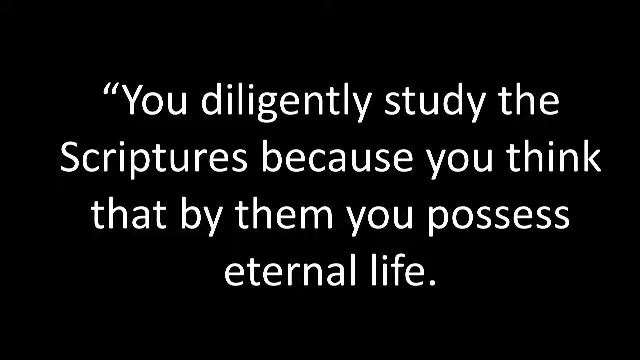 “You diligently study the
Scriptures because you think
that by them you possess
eternal life.